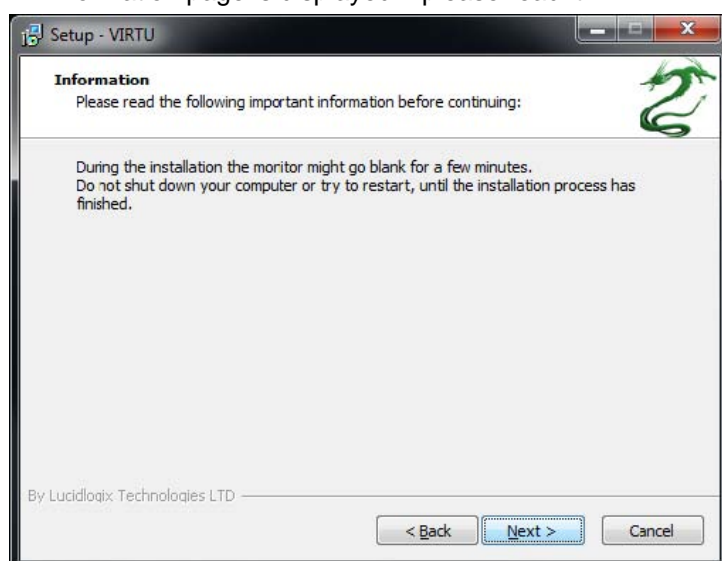 Setup - VIRTU
Information
Please read the following important information before continuing:
During the installation the monitor might go blank for a few minutes.
Do not shut down your computer or try to restart, until the installation process has
finished.
By Lucidlogix Technologies LTD
< Back Next > Cancel